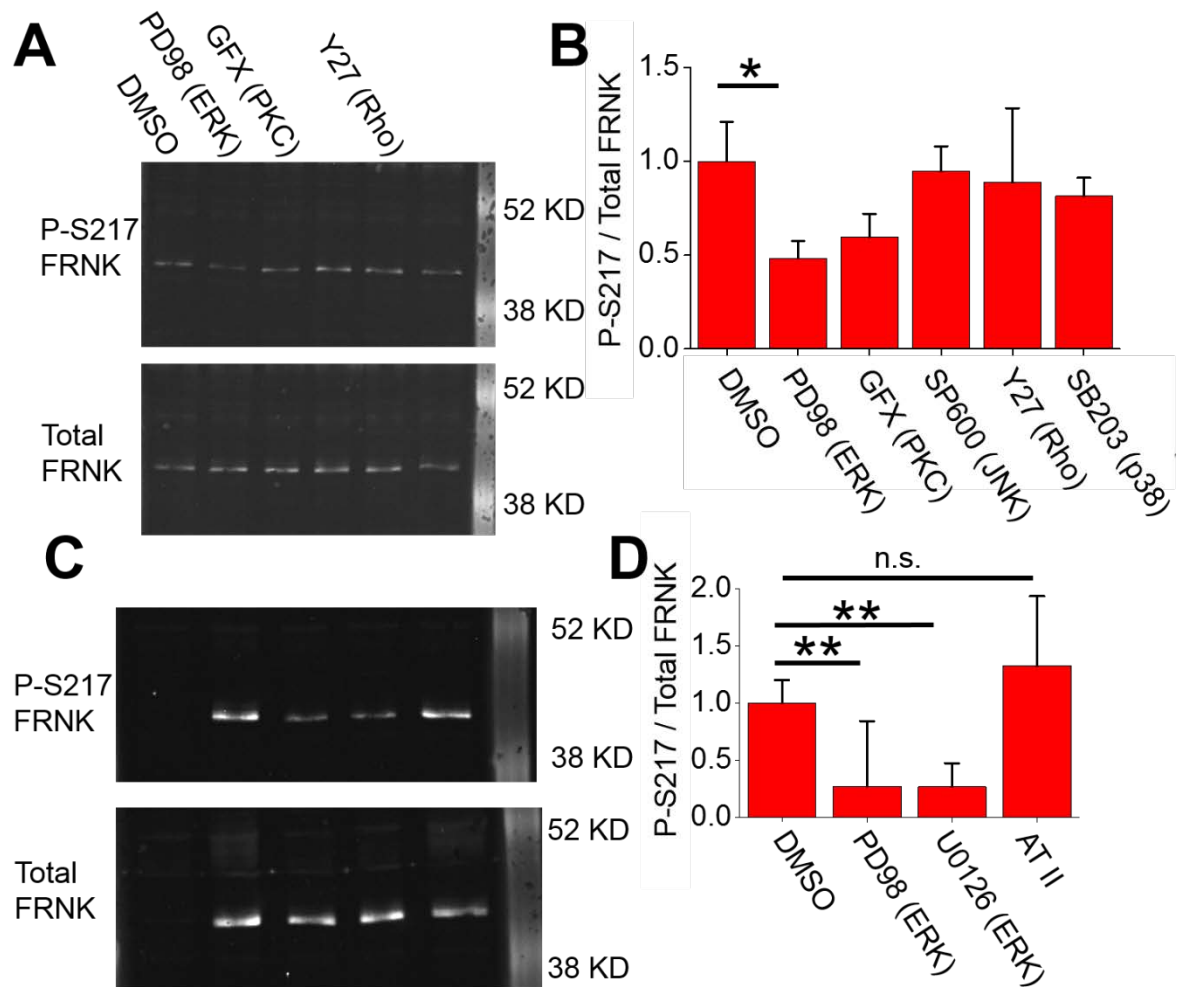 A
DMSO
PD98 (ERK)
GFX (PKC)
Y27 (Rho)
P-S217
FRNK
52 KD
38 KD
Total
FRNK
52 KD
38 KD
B
P-S217 / Total FRNK
1.5
1.0
0.5
0.0
*
DMSO
PD98 (ERK)
GFX (PKC)
SP600 (JNK)
Y27 (Rho)
SB203 (p38)
C
P-S217
FRNK
52 KD
38 KD
Total
FRNK
52 KD
38 KD
D
P-S217 / Total FRNK
2.0
1.5
1.0
0.5
0.0
n.s.
**
**
DMSO
PD98 (ERK)
U0126 (ERK)
AT II